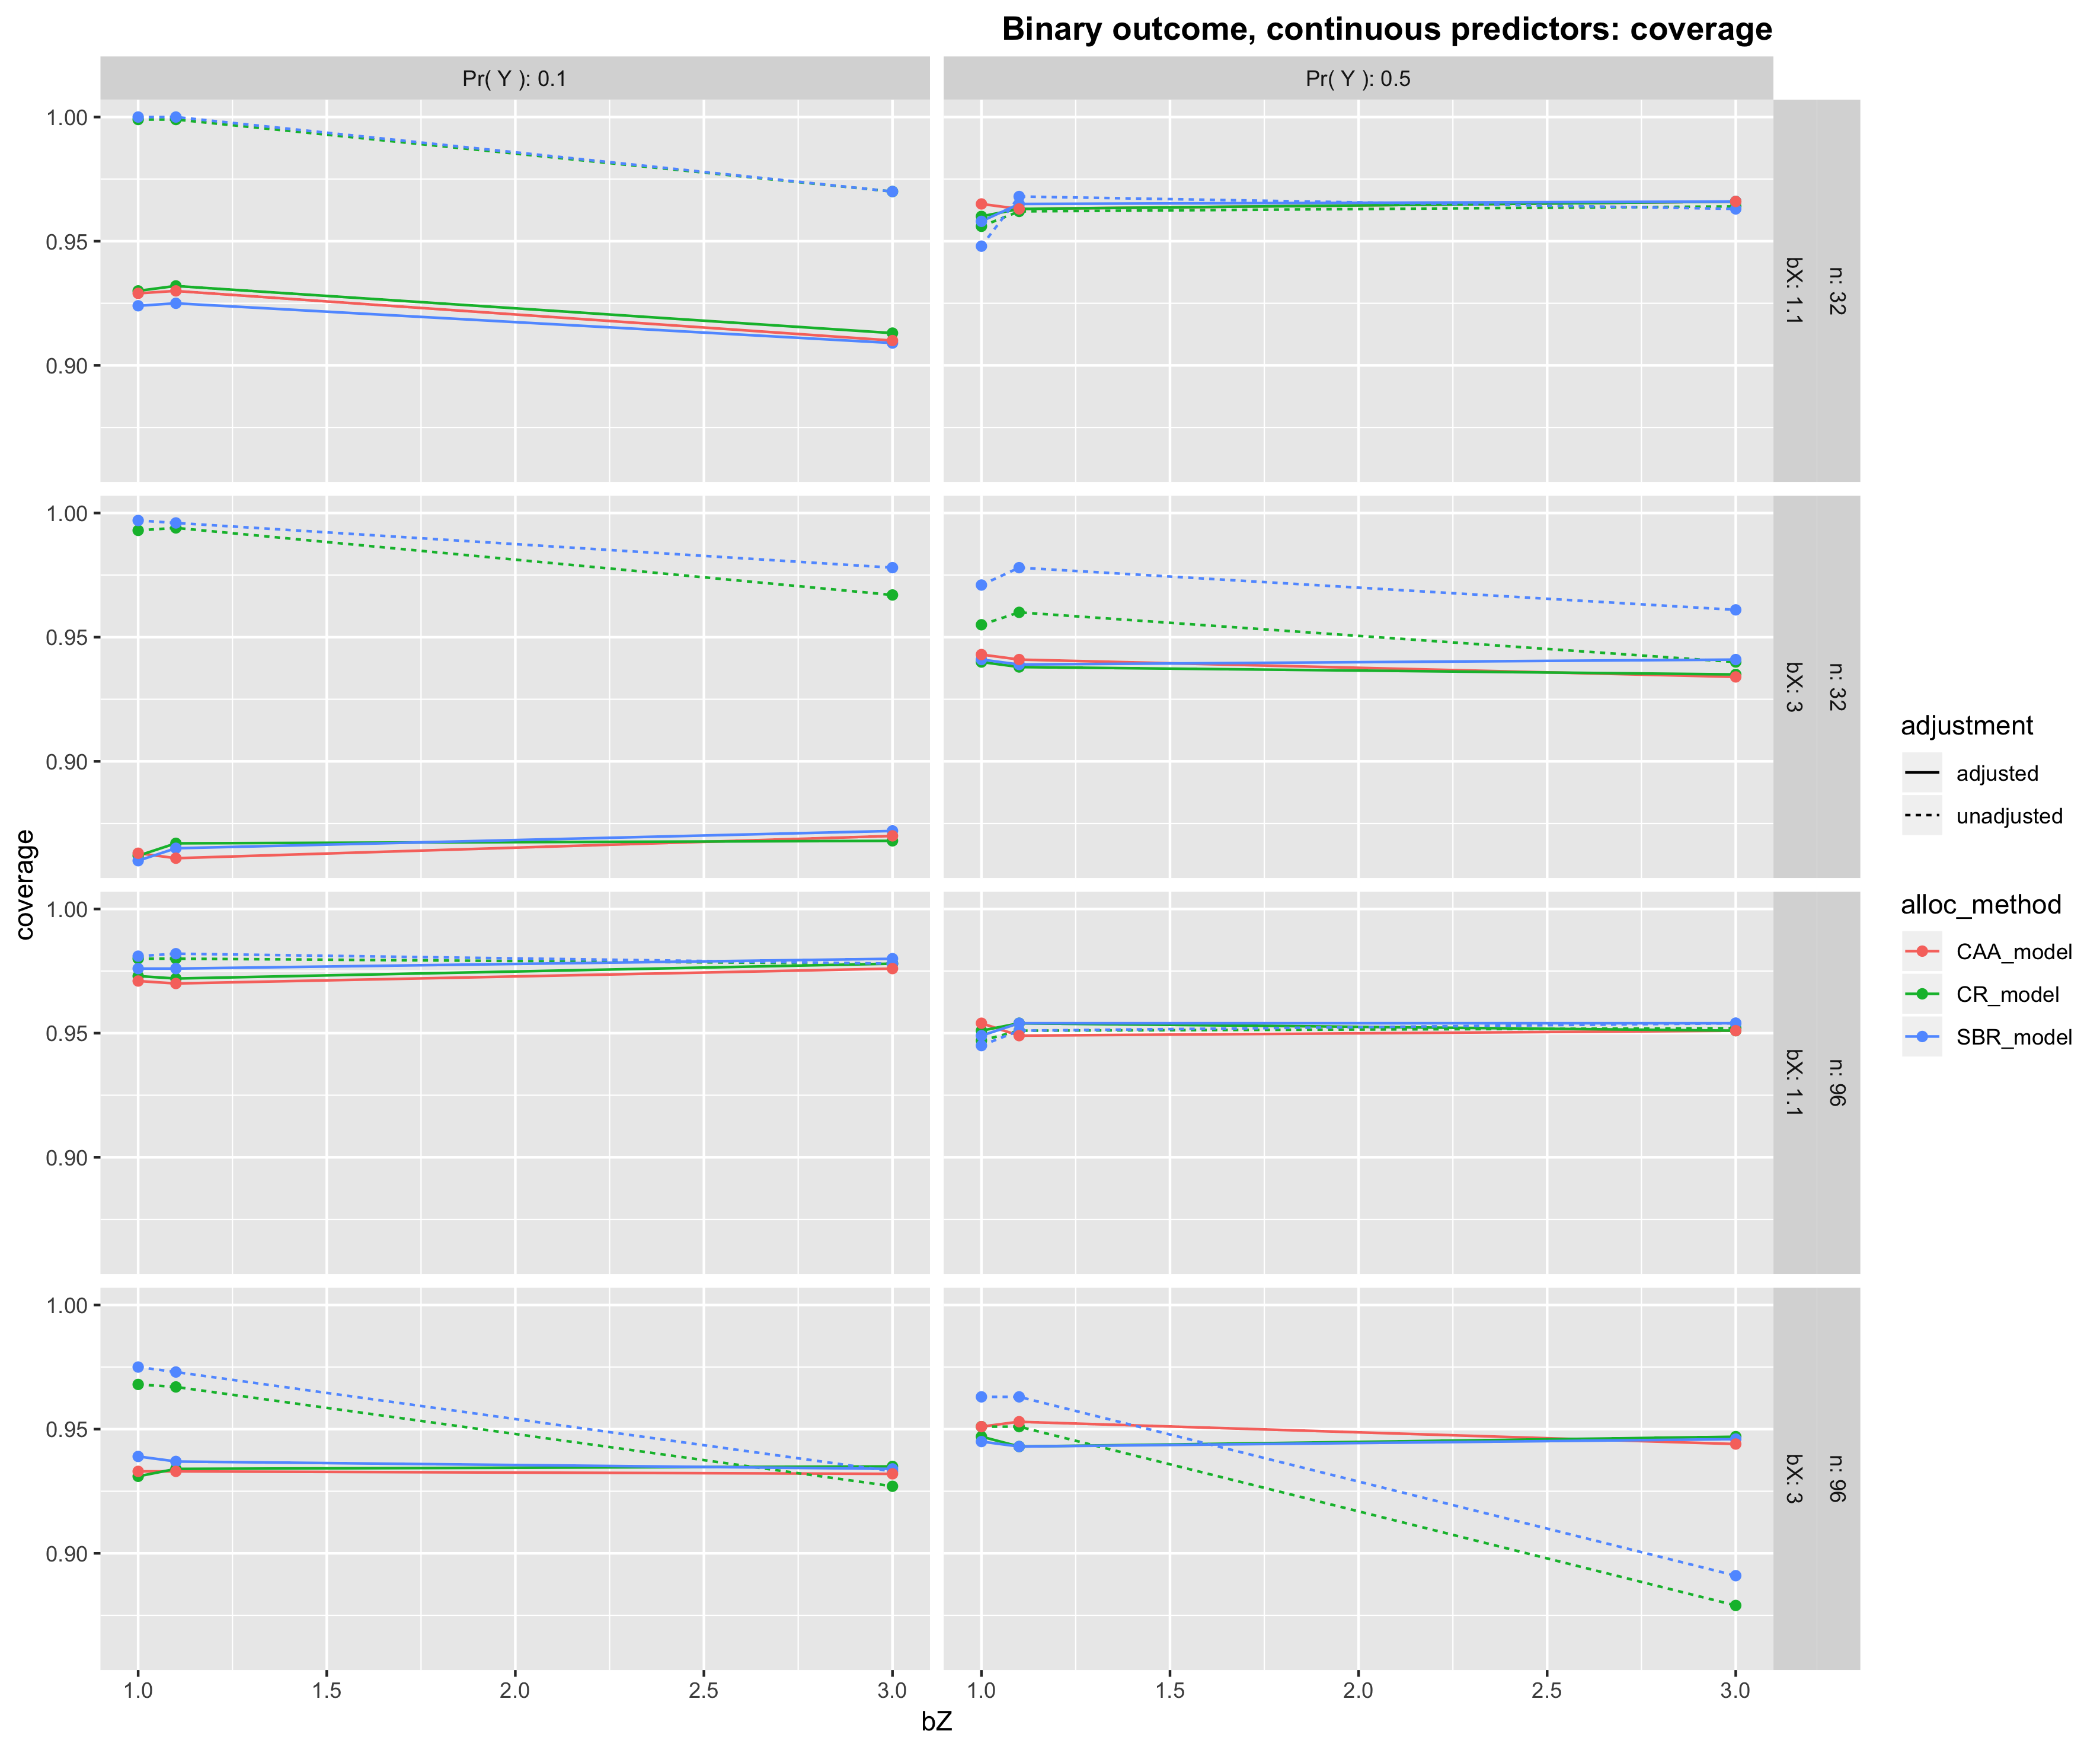 Binary outcome, continuous predictors: coverage
Pr( Y ): 0.1
Pr( Y ): 0.5
1.00
0.95
0.90
bX: 1.1
n: 32
1.00
0.95
0.90
bX: 3
n: 32
1.00
0.95
0.90
bX: 1.1
n: 96
1.00
0.95
0.90
bX: 3
n: 96
coverage
1.0
1.5
2.0
2.5
3.0
1.0
1.5
2.0
2.5
3.0
bZ
adjustment
adjusted
unadjusted
alloc_method
CAA_model
CR_model
SBR_model